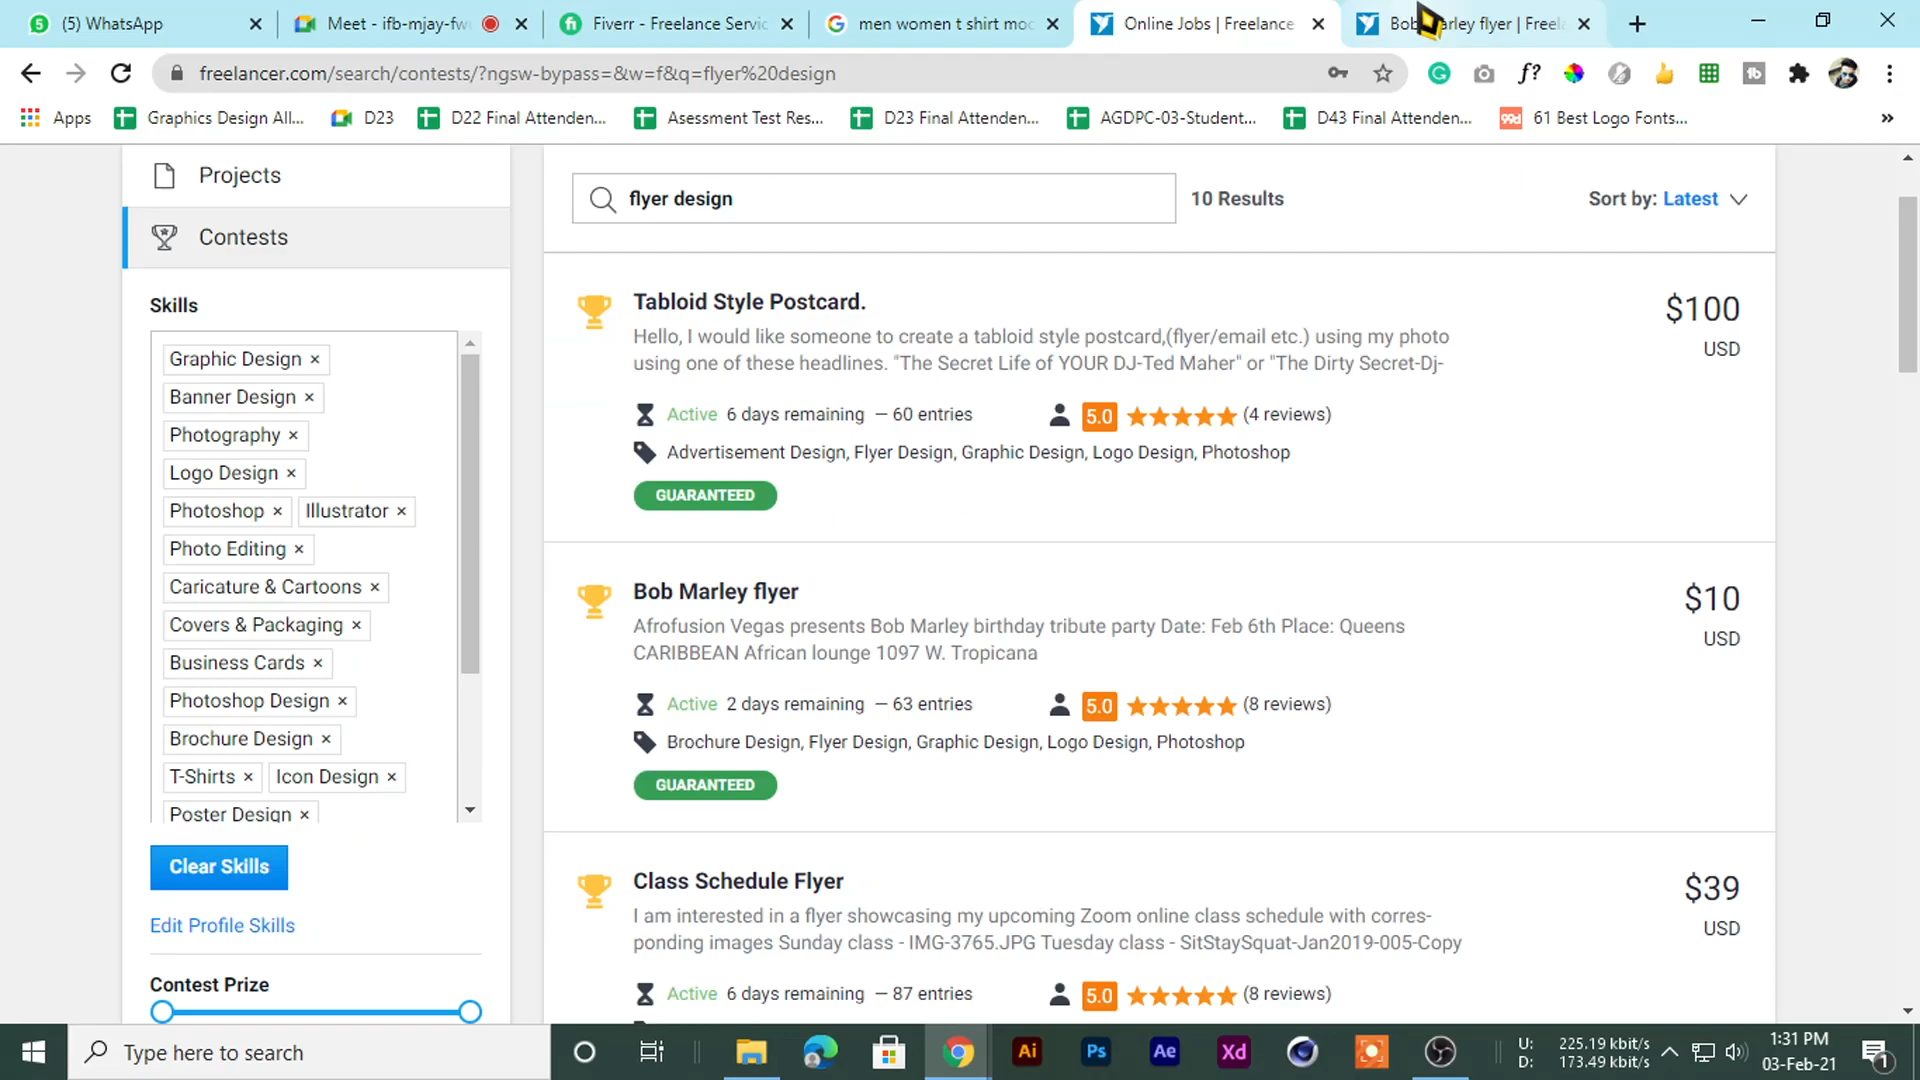 (5) WhatsApp
Meet - ifb-mjay-fw
Fiverr - Freelance Servic
men women t shirt moc
Online Jobs | Freelance
Bob Marley flyer | Freela
freelancer.com/search/contests/?ngsw-bypass=&w=f&q=flyer%20design
Apps
Graphics Design All...
D23
D22 Final Attenden...
Asessment Test Res...
D23 Final Attenden...
AGDPC-03-Student...
D43 Final Attenden...
61 Best Logo Fonts...
Projects
Contests
Skills
Graphic Design ×
Banner Design ×
Photography ×
Logo Design ×
Photoshop × Illustrator ×
Photo Editing ×
Caricature & Cartoons ×
Covers & Packaging ×
Business Cards ×
Photoshop Design ×
Brochure Design ×
T-Shirts × Icon Design ×
Poster Design ×
Clear Skills
Edit Profile Skills
Contest Prize
flyer design
10 Results
Sort by: Latest
Tabloid Style Postcard.
$100
USD
Hello, I would like someone to create a tabloid style postcard,(flyer/email etc.) using my photo
using one of these headlines. "The Secret Life of YOUR DJ-Ted Maher" or "The Dirty Secret-Dj-
Active 6 days remaining — 60 entries
5.0 (4 reviews)
Advertisement Design, Flyer Design, Graphic Design, Logo Design, Photoshop
GUARANTEED
Bob Marley flyer
$10
USD
Afrofusion Vegas presents Bob Marley birthday tribute party Date: Feb 6th Place: Queens
CARIBBEAN African lounge 1097 W. Tropicana
Active 2 days remaining — 63 entries
5.0 (8 reviews)
Brochure Design, Flyer Design, Graphic Design, Logo Design, Photoshop
GUARANTEED
Class Schedule Flyer
$39
USD
I am interested in a flyer showcasing my upcoming Zoom online class schedule with corres-
ponding images Sunday class - IMG-3765.JPG Tuesday class - SitStaySquat-Jan2019-005-Copy
Active 6 days remaining — 87 entries
5.0 (8 reviews)
Type here to search
Ai
Ps
Ae
Xd
U: 225.19 kbit/s
D: 173.49 kbit/s
1:31 PM
03-Feb-21
1